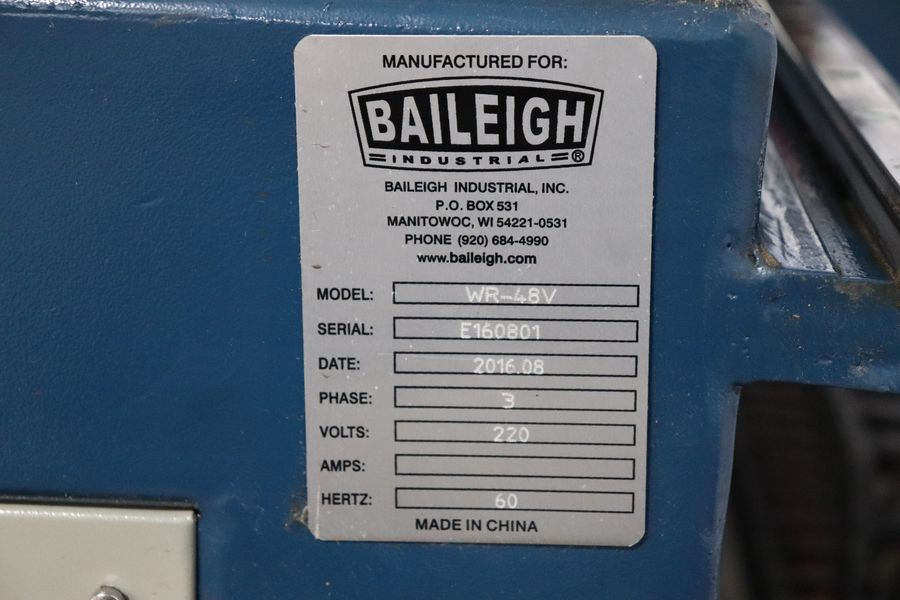 MANUFACTURED FOR:
BAILEIGH
INDUSTRIAL ®
BAILEIGH INDUSTRIAL, INC.
P.O. BOX 531
MANITOWOC, WI 54221-0531
PHONE (920) 684-4990
www.baileigh.com
MODEL: WR-48V
SERIAL: E160801
DATE: 2016.08
PHASE: 3
VOLTS: 220
AMPS:
HERTZ: 60
MADE IN CHINA